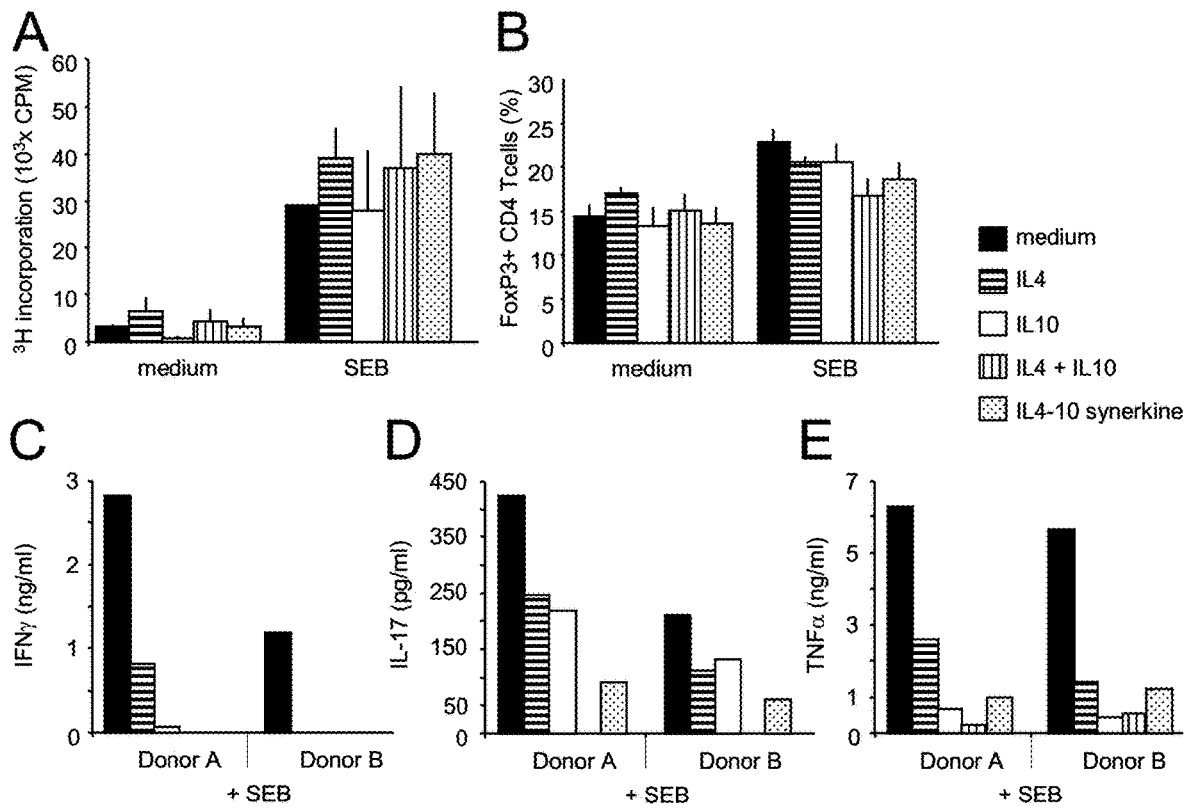 A
³H incorporation (10³x CPM)
60
50
40
30
20
10
0
medium
SEB
B
FoxP3+ CD4 Tcells (%)
30
25
20
15
10
5
0
medium
SEB
medium
IL4
IL10
IL4 + IL10
IL4-10 synerkine
C
IFNγ (ng/ml)
3
2
1
0
Donor A
Donor B
+ SEB
D
IL-17 (pg/ml)
450
350
250
150
50
0
Donor A
Donor B
+ SEB
E
TNFα (ng/ml)
7
5
3
1
0
Donor A
Donor B
+ SEB